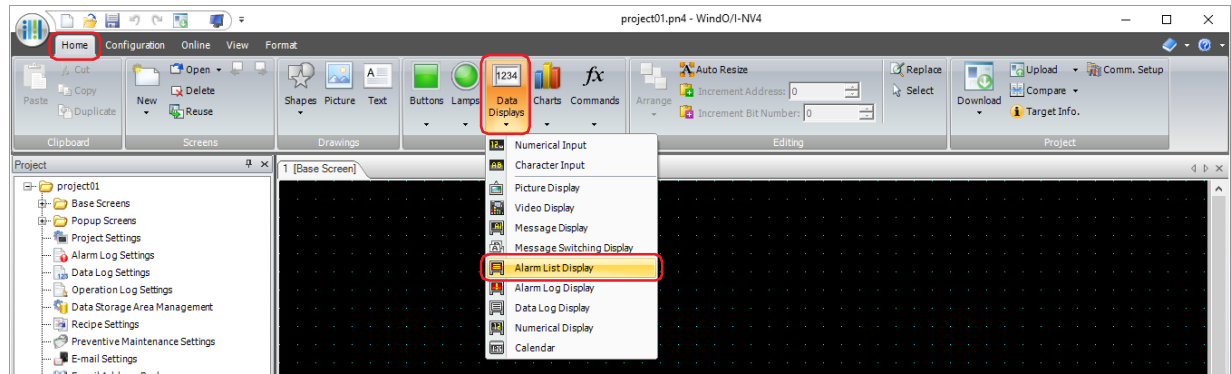 project01.pn4 - WindO/I-NV4
Home Configuration Online View Format
Cut
Copy
Paste
Duplicate
Clipboard
New
Open
Delete
Reuse
Screens
Shapes Picture Text
Drawings
Buttons Lamps Data Displays Charts Commands
1234
fx
Arrange
Auto Resize
Increment Address: 0
Increment Bit Number: 0
Replace
Select
Editing
Download
Upload
Compare
Target Info.
Comm. Setup
Project
Numerical Input
Character Input
Picture Display
Video Display
Message Display
Message Switching Display
Alarm List Display
Alarm Log Display
Data Log Display
Numerical Display
Calendar
Project
project01
Base Screens
Popup Screens
Project Settings
Alarm Log Settings
Data Log Settings
Operation Log Settings
Data Storage Area Management
Recipe Settings
Preventive Maintenance Settings
E-mail Settings
1 [Base Screen]